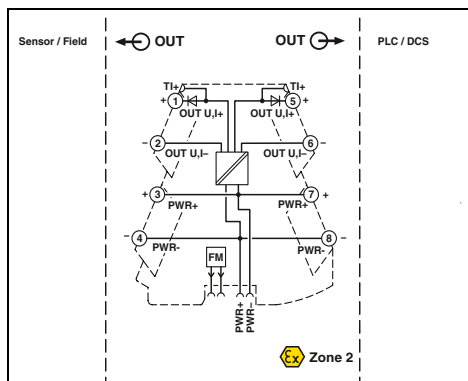 Sensor / Field
OUT
OUT
PLC / DCS
TI+
TI+
+ 1
5 +
OUT U,I+
OUT U,I+
– 2
6 –
OUT U,I–
OUT U,I–
+ 3
7 +
PWR+
PWR+
– 4
8 –
PWR-
PWR-
FM
PWR+
PWR–
Ex Zone 2